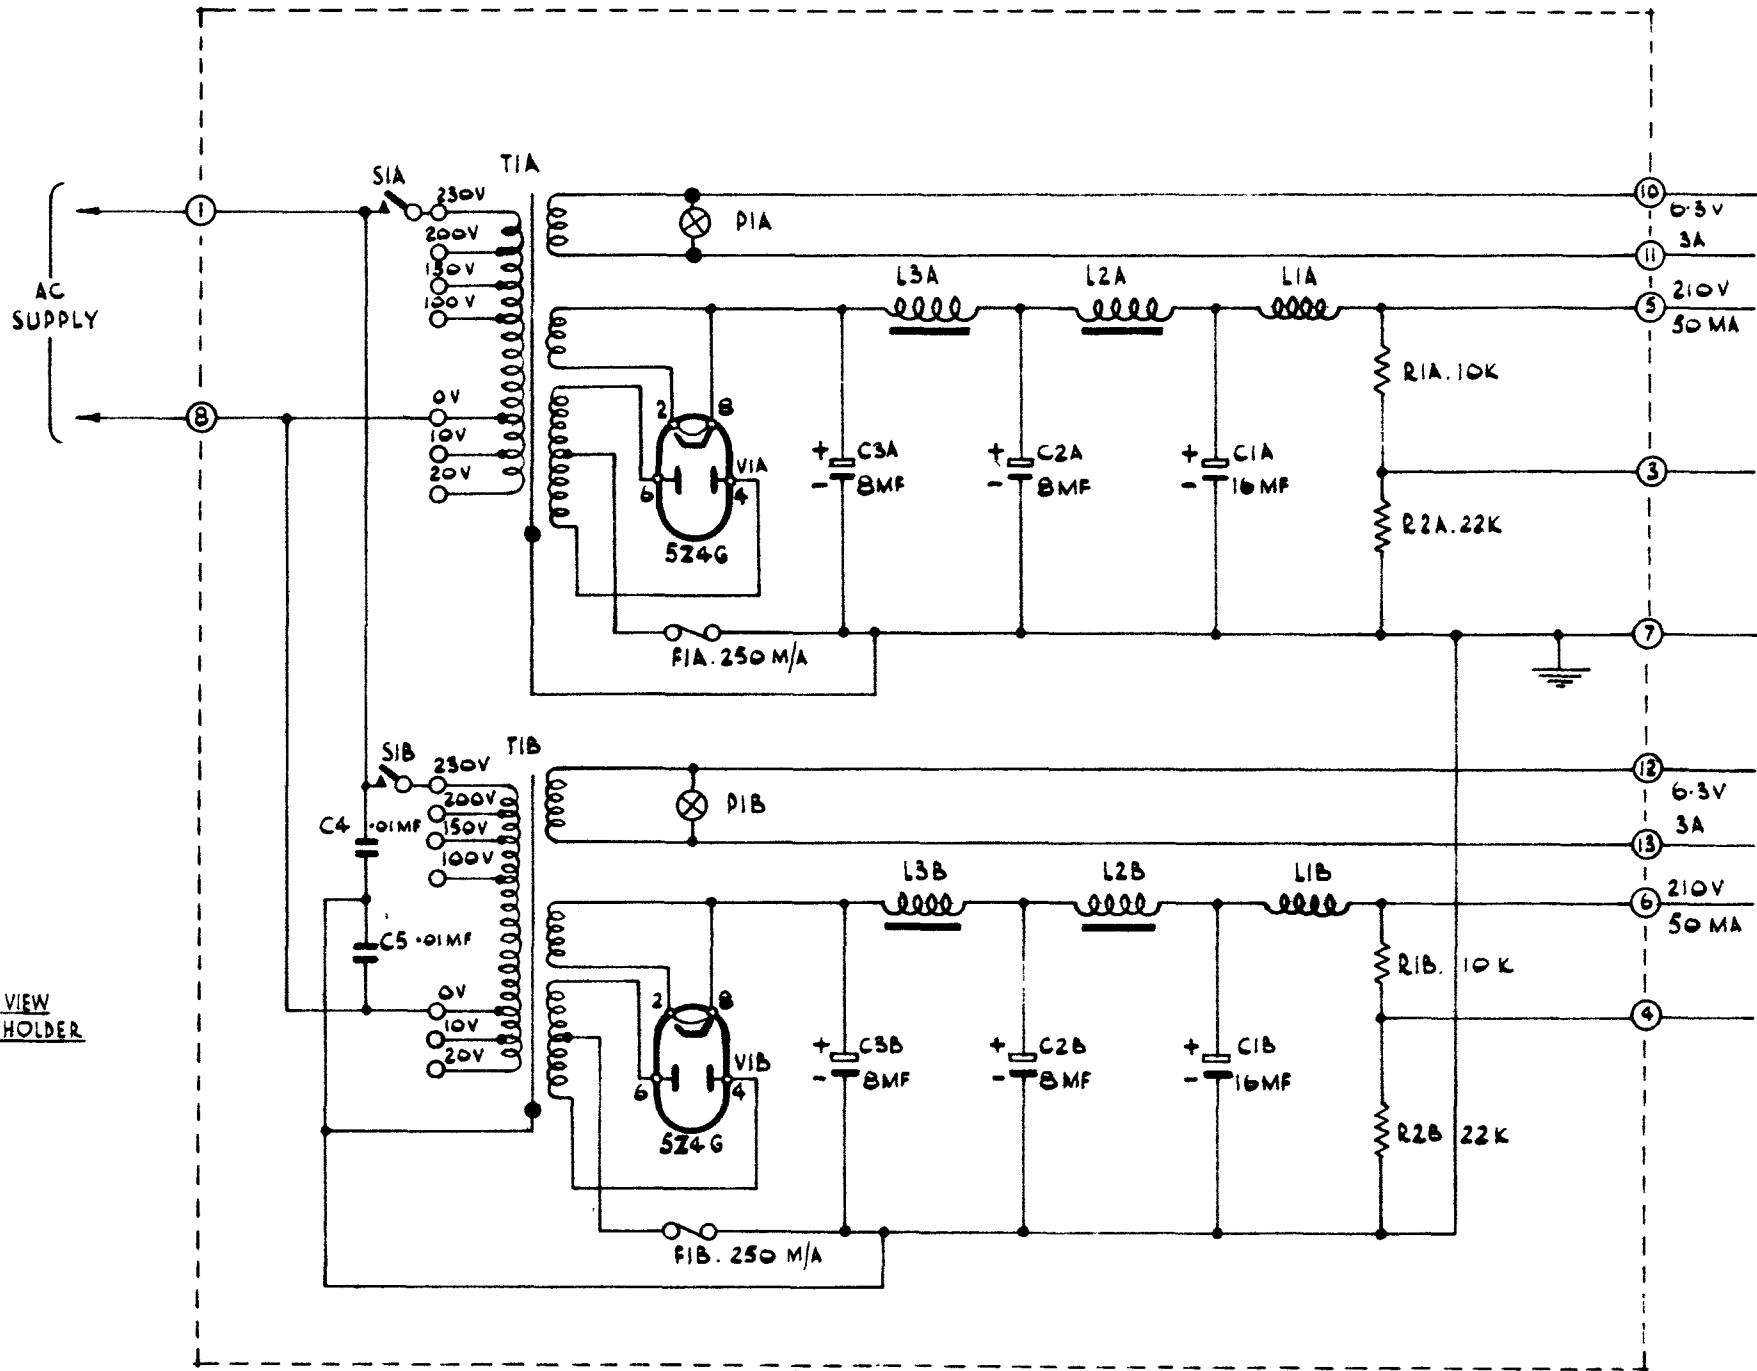 T1A
S1A
230V
200V
150V
100V
0V
10V
20V
1
8
AC
SUPPLY
P1A
10
6·3V
3A
11
L3A
L2A
L1A
210V
5
50 MA
R1A. 10K
2
8
V1A
6
4
5Z4G
+
-
C3A
8MF
+
-
C2A
8MF
+
-
C1A
16MF
3
R2A. 22K
F1A. 250 M/A
7
T1B
S1B
230V
200V
150V
100V
C4 ·01MF
C5 ·01MF
0V
10V
20V
P1B
12
6·3V
3A
13
L3B
L2B
L1B
210V
6
50 MA
R1B. 10K
VIEW
HOLDER
2
8
V1B
6
4
5Z4G
+
-
C3B
8MF
+
-
C2B
8MF
+
-
C1B
16MF
4
R2B 22K
F1B. 250 M/A